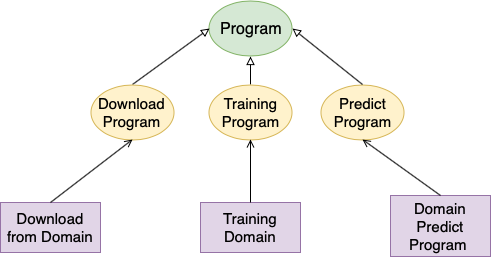 Program
Download
Program
Training
Program
Predict
Program
Download
from Domain
Training
Domain
Domain
Predict
Program